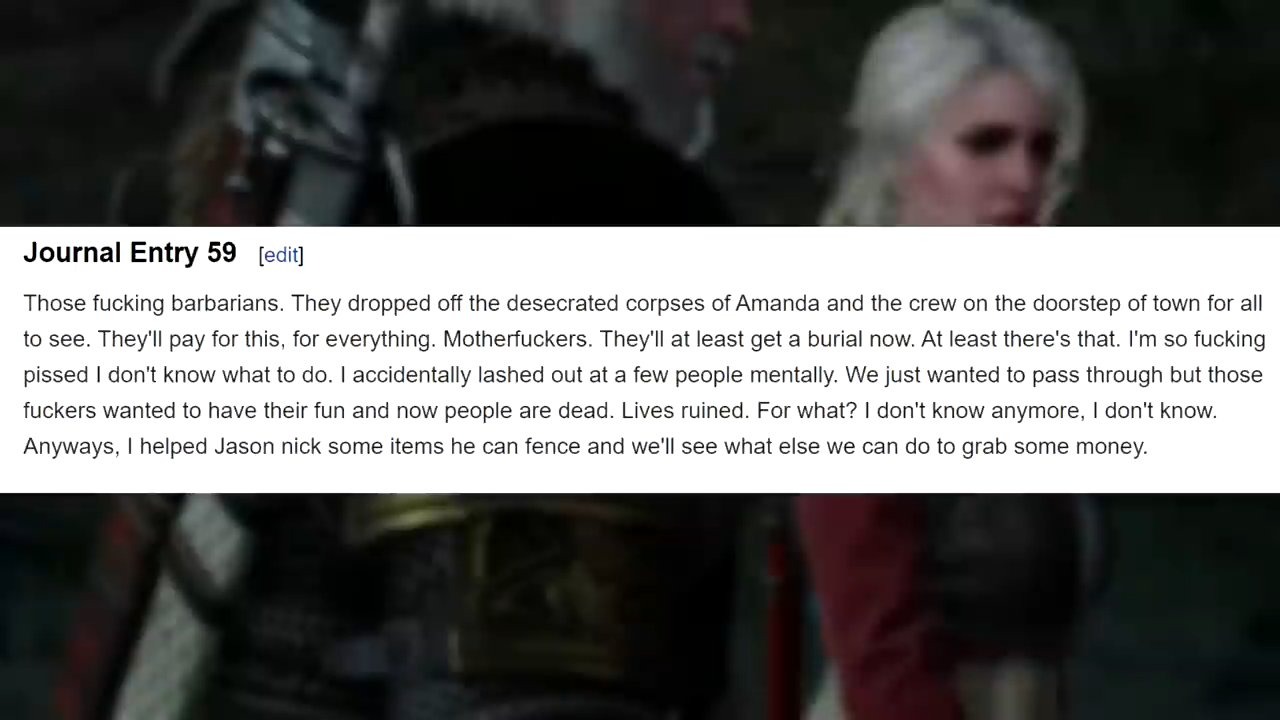 Journal Entry 59 [edit]
Those fucking barbarians. They dropped off the desecrated corpses of Amanda and the crew on the doorstep of town for all
to see. They'll pay for this, for everything. Motherfuckers. They'll at least get a burial now. At least there's that. I'm so fucking
pissed I don't know what to do. I accidentally lashed out at a few people mentally. We just wanted to pass through but those
fuckers wanted to have their fun and now people are dead. Lives ruined. For what? I don't know anymore, I don't know.
Anyways, I helped Jason nick some items he can fence and we'll see what else we can do to grab some money.